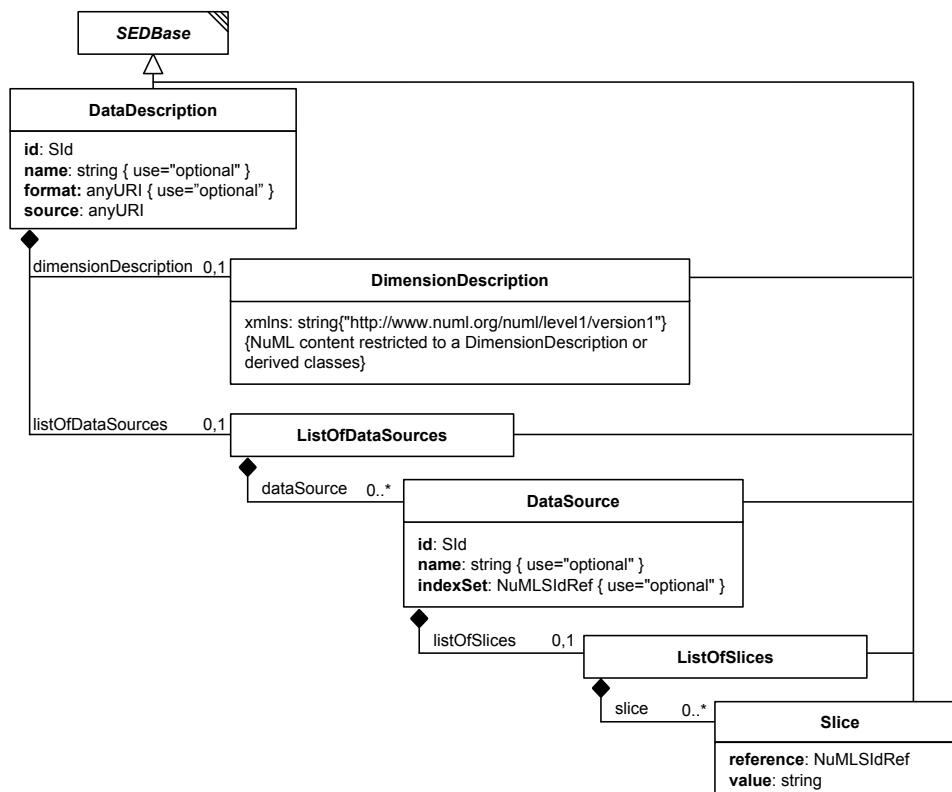 SEDBase
DataDescription
id: SId
name: string { use="optional" }
format: anyURI { use=”optional” }
source: anyURI
dimensionDescription 0,1
DimensionDescription
xmlns: string{"http://www.numl.org/numl/level1/version1"}
{NuML content restricted to a DimensionDescription or
derived classes}
listOfDataSources 0,1
ListOfDataSources
dataSource 0..*
DataSource
id: SId
name: string { use="optional" }
indexSet: NuMLSIdRef { use="optional" }
listOfSlices 0,1
ListOfSlices
slice 0..*
Slice
reference: NuMLSIdRef
value: string